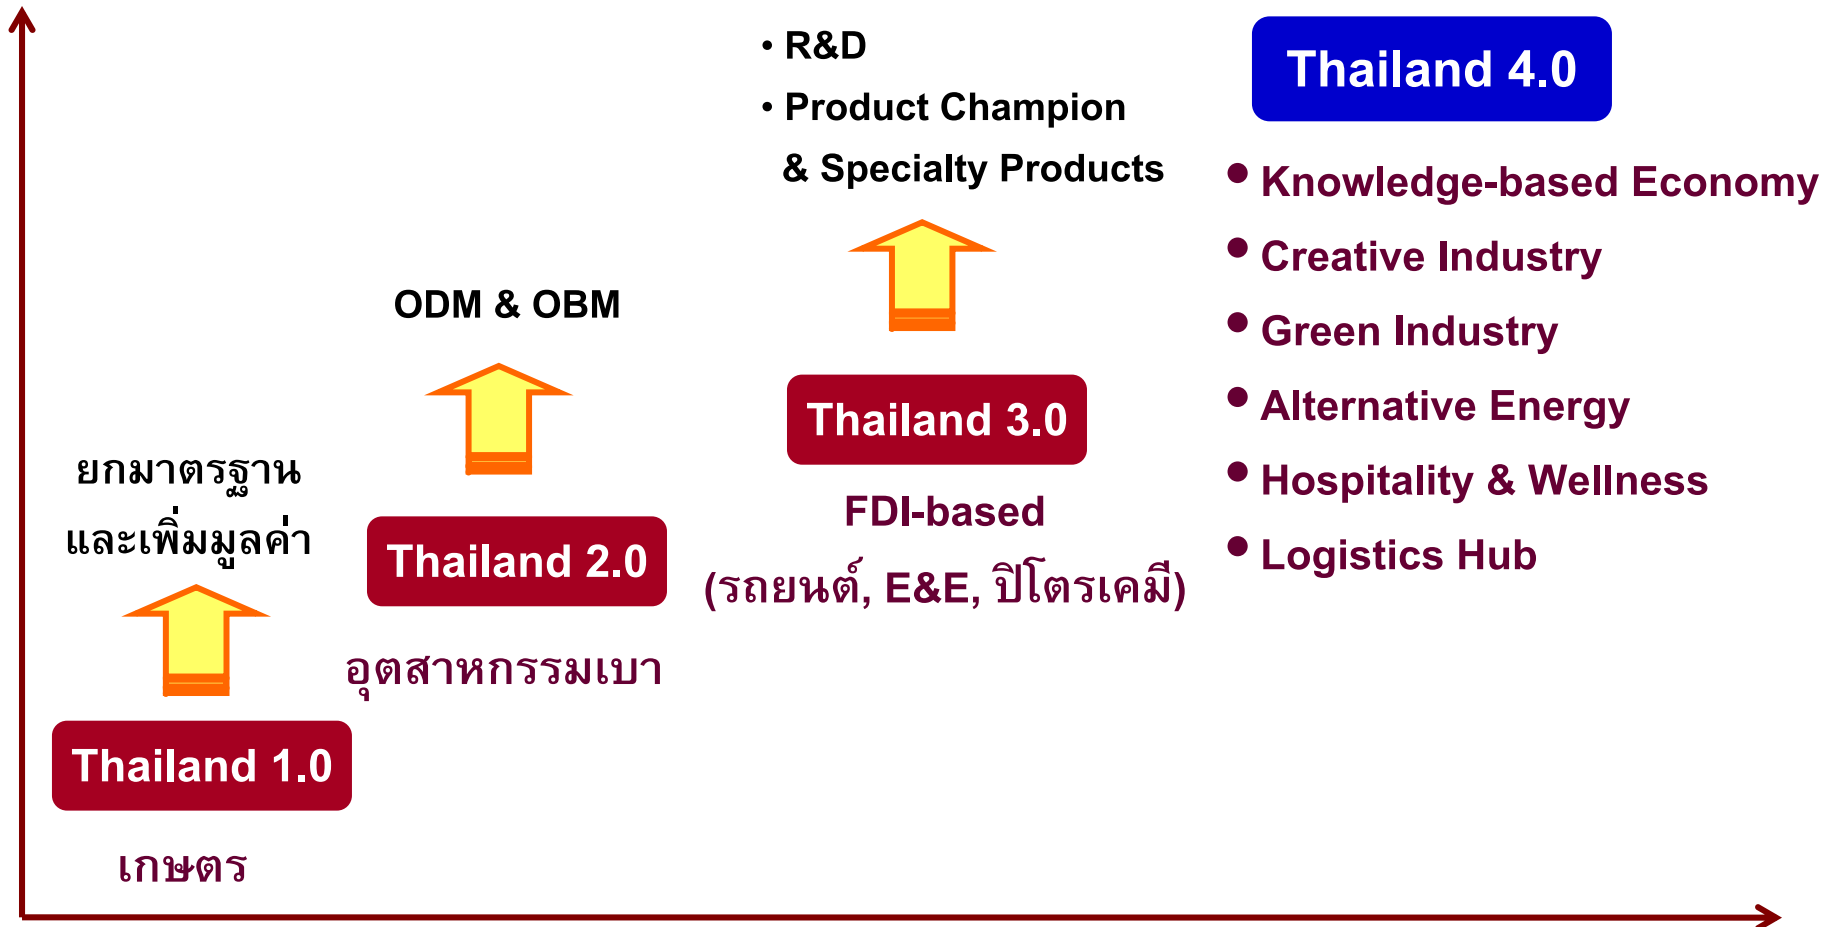 ยกมาตรฐาน
และเพิ่มมูลค่า
Thailand 1.0
เกษตร
ODM & OBM
Thailand 2.0
อุตสาหกรรมเบา
• R&D
• Product Champion
& Specialty Products
Thailand 3.0
FDI-based
(รถยนต์, E&E, ปิโตรเคมี)
Thailand 4.0
• Knowledge-based Economy
• Creative Industry
• Green Industry
• Alternative Energy
• Hospitality & Wellness
• Logistics Hub